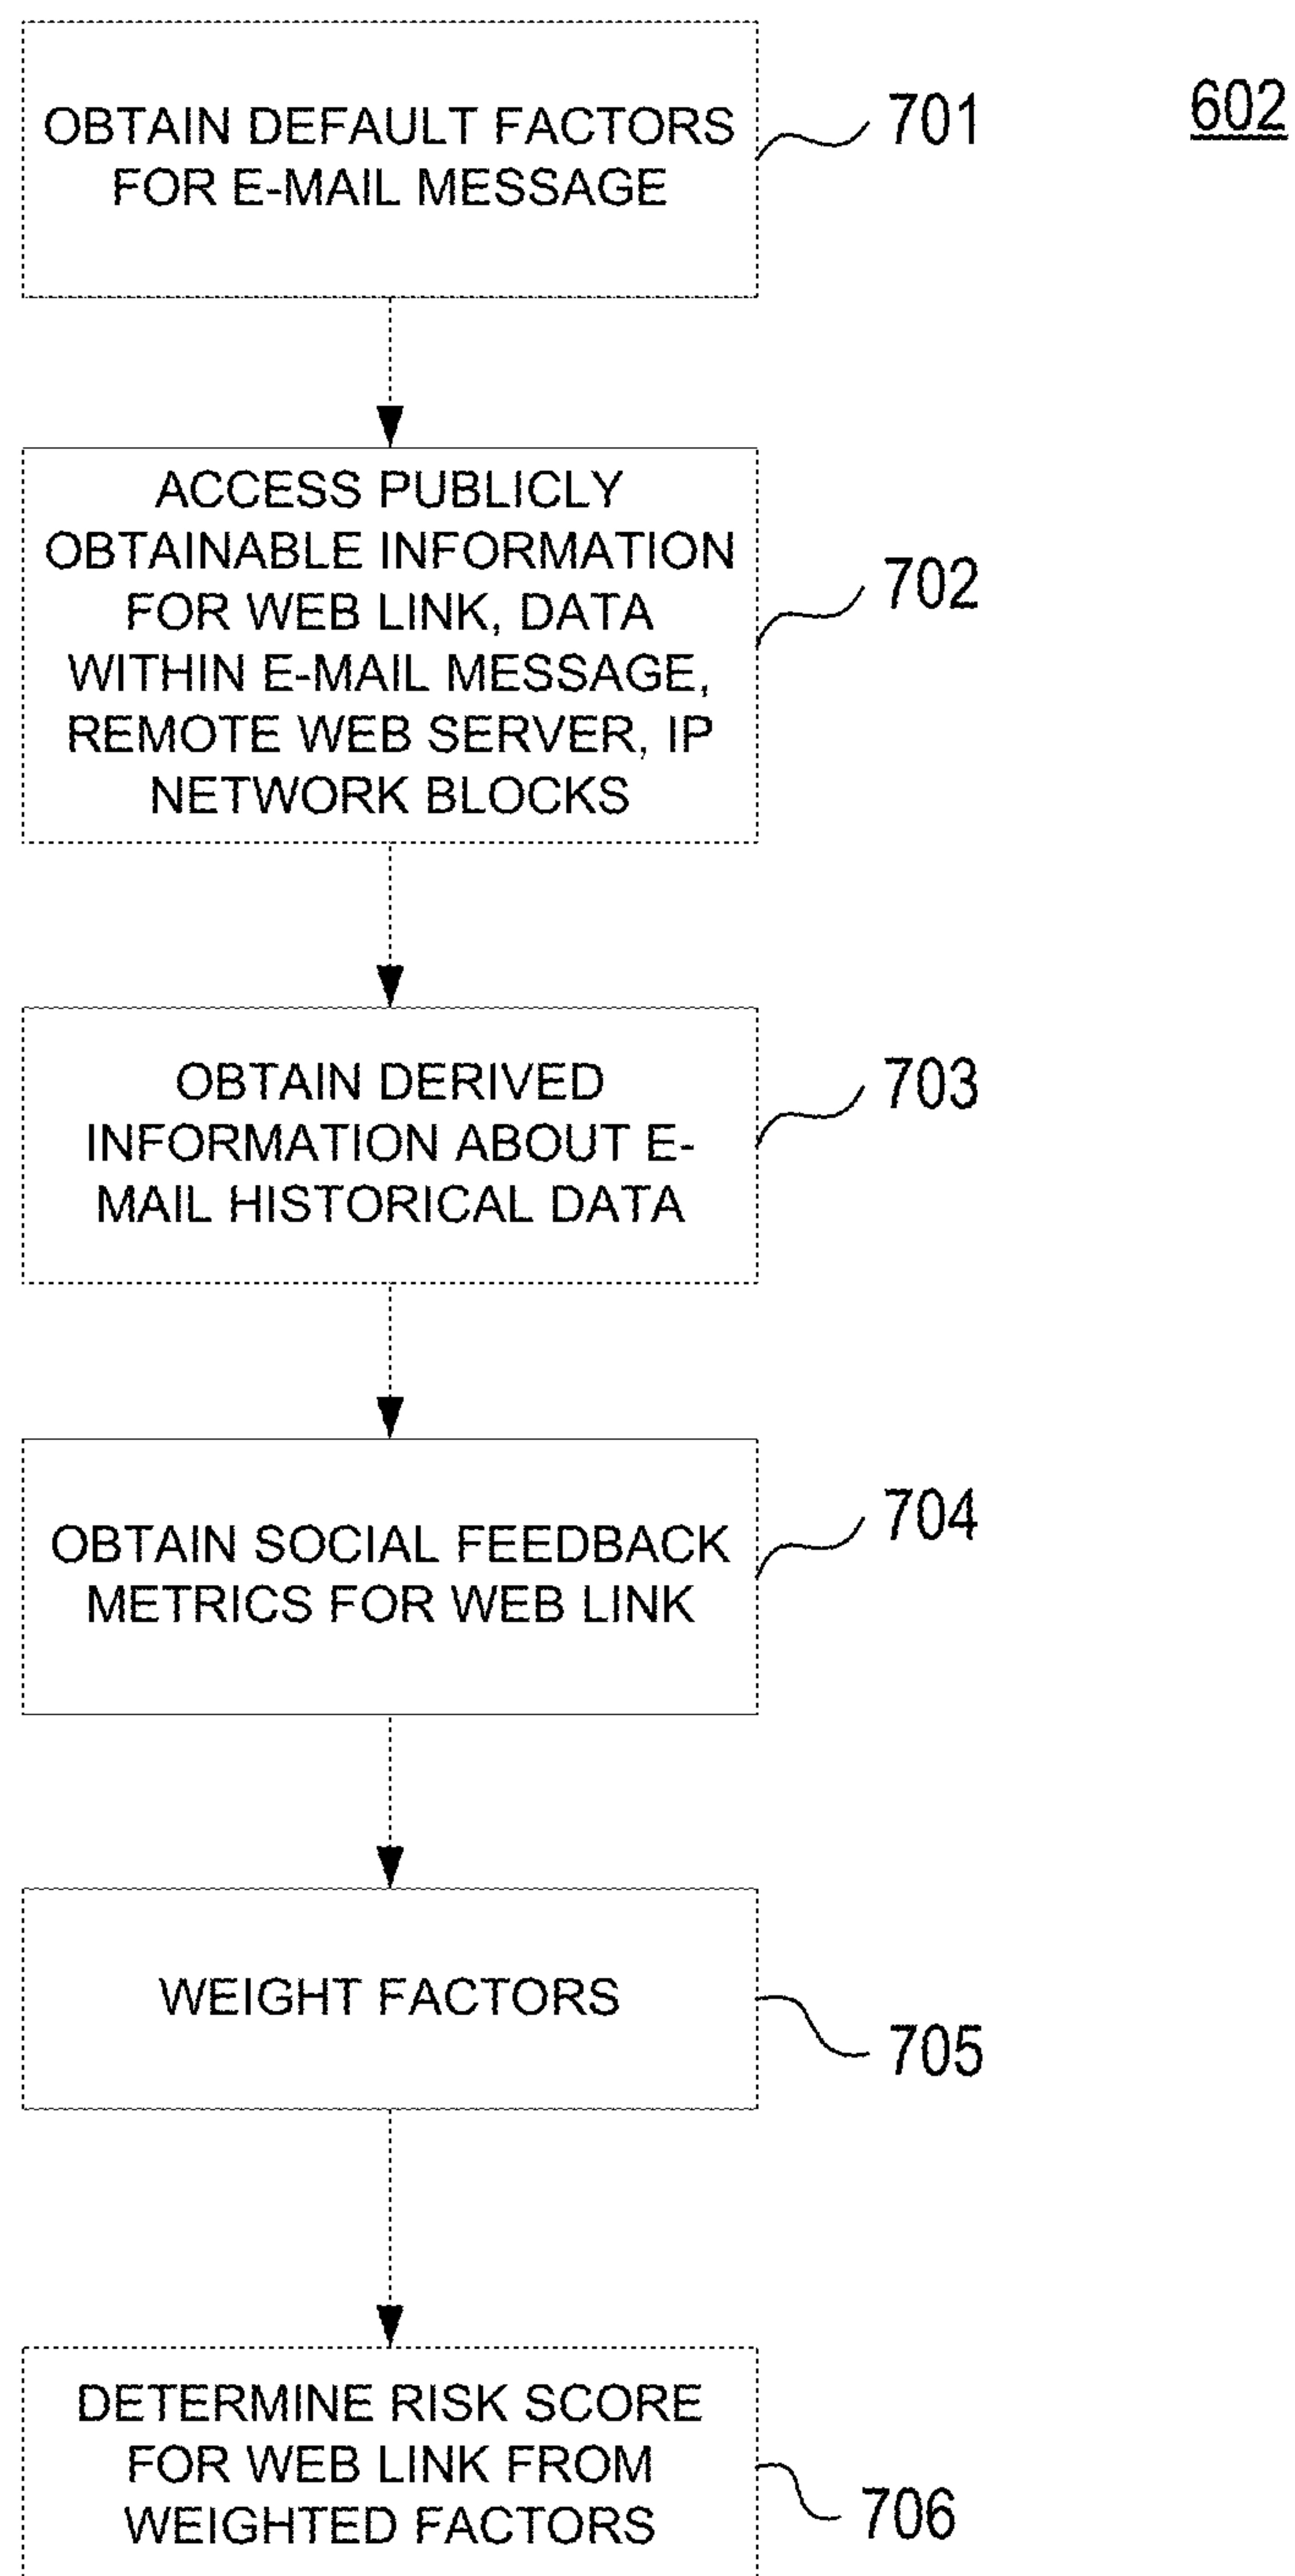 602
OBTAIN DEFAULT FACTORS
FOR E-MAIL MESSAGE
701
ACCESS PUBLICLY
OBTAINABLE INFORMATION
FOR WEB LINK, DATA
WITHIN E-MAIL MESSAGE,
REMOTE WEB SERVER, IP
NETWORK BLOCKS
702
OBTAIN DERIVED
INFORMATION ABOUT E-
MAIL HISTORICAL DATA
703
OBTAIN SOCIAL FEEDBACK
METRICS FOR WEB LINK
704
WEIGHT FACTORS
705
DETERMINE RISK SCORE
FOR WEB LINK FROM
WEIGHTED FACTORS
706